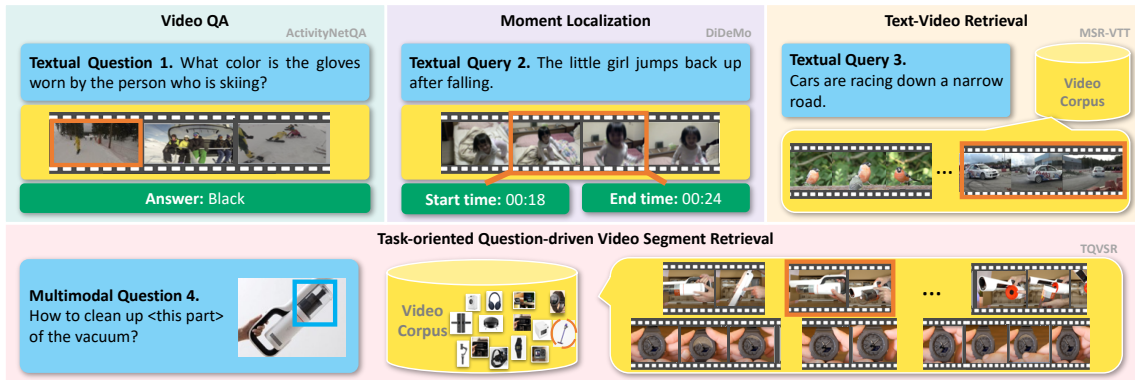 Video QA
ActivityNetQA
Textual Question 1. What color is the gloves
worn by the person who is skiing?
Answer: Black
Moment Localization
DiDeMo
Textual Query 2. The little girl jumps back up
after falling.
Start time: 00:18
End time: 00:24
Text-Video Retrieval
MSR-VTT
Textual Query 3.
Cars are racing down a narrow
road.
Video
Corpus
...
Task-oriented Question-driven Video Segment Retrieval
TQVSR
Multimodal Question 4.
How to clean up <this part>
of the vacuum?
Video
Corpus
...